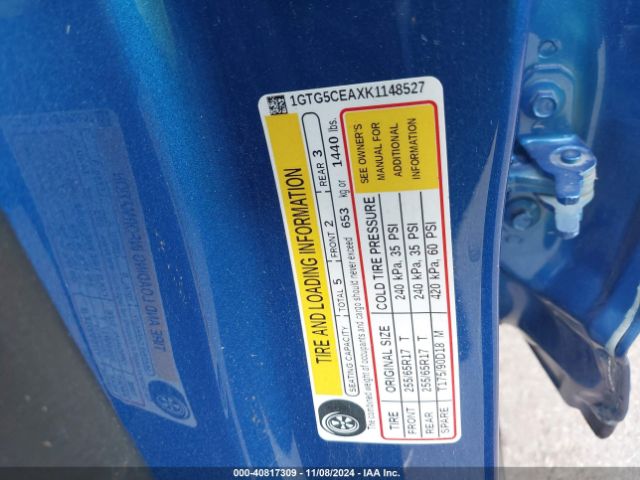 1GTG5CEAXK1148527
TIRE AND LOADING INFORMATION
SEATING CAPACITY TOTAL 5 FRONT 2 REAR 3
The combined weight of occupants and cargo should never exceed 653 kg or 1440 lbs.
TIRE ORIGINAL SIZE COLD TIRE PRESSURE
FRONT 255/65R17 T 240 kPa, 35 PSI
REAR 255/65R17 T 240 kPa, 35 PSI
SPARE T175/90D18 M 420 kPa, 60 PSI
SEE OWNER'S
MANUAL FOR
ADDITIONAL
INFORMATION
000-40817309 - 11/08/2024 - IAA Inc.